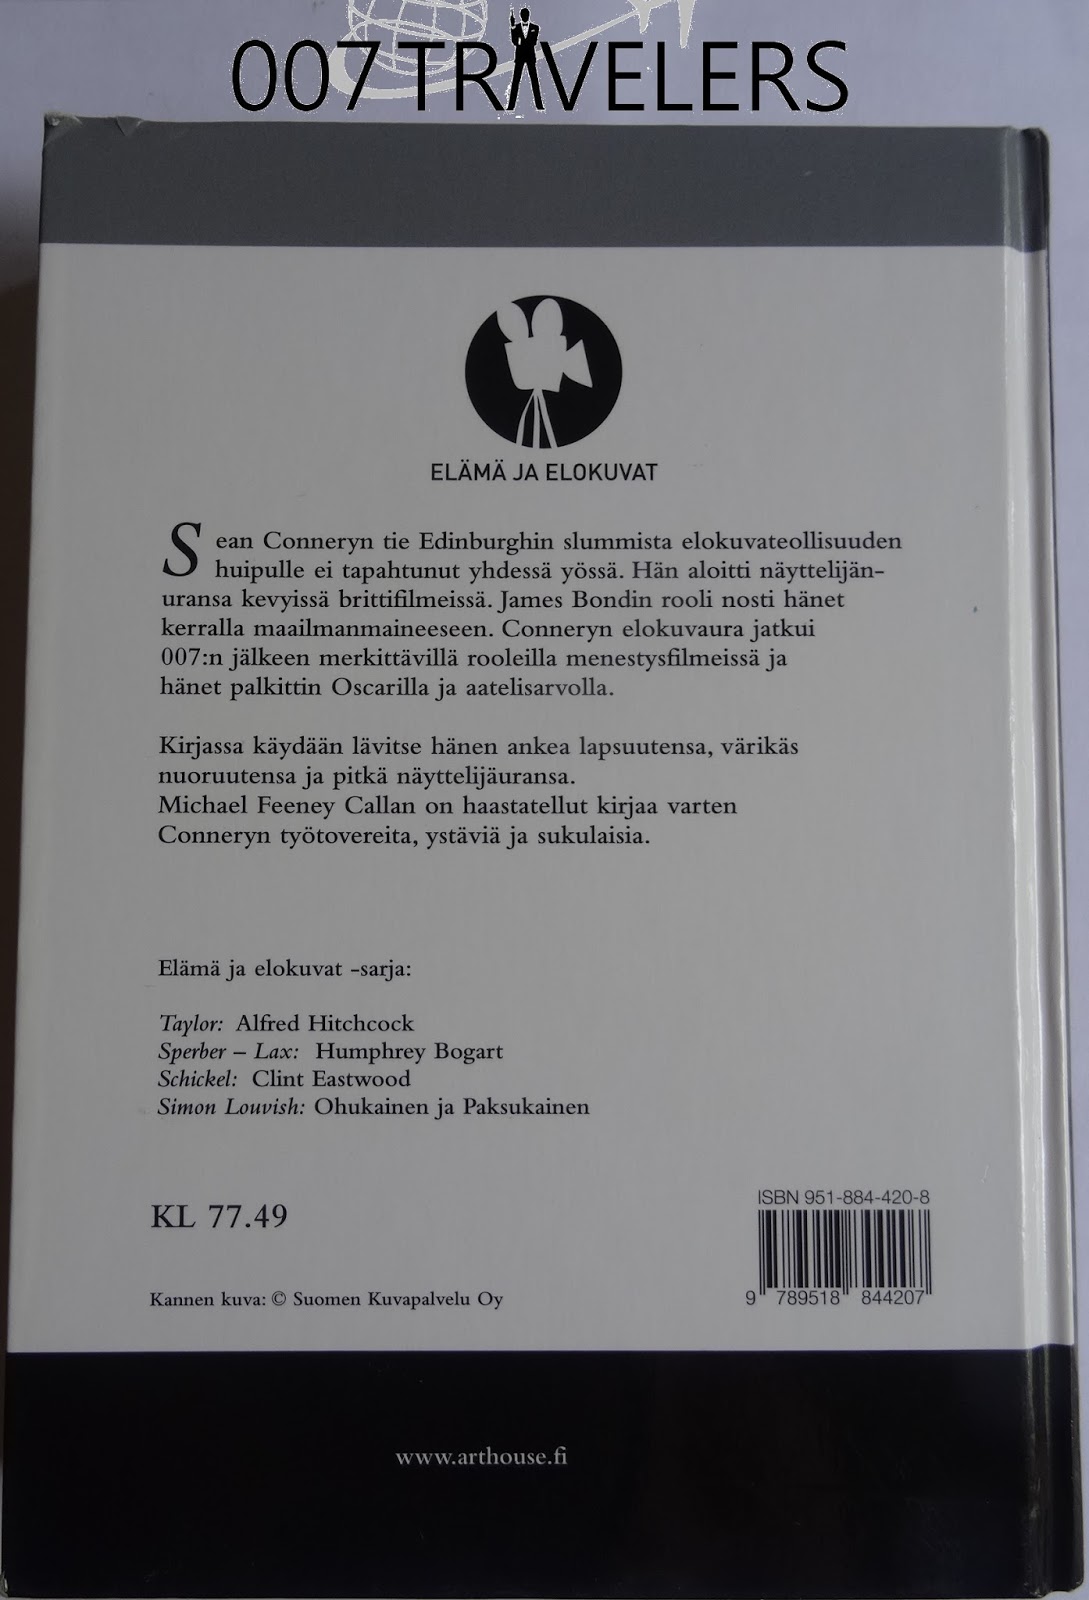 007 TRAVELERS
ELÄMÄ JA ELOKUVAT
Sean Conneryn tie Edinburghin slummista elokuvateollisuuden
huipulle ei tapahtunut yhdessä yössä. Hän aloitti näyttelijän-
uransa kevyissä brittifilmeissä. James Bondin rooli nosti hänet
kerralla maailmanmaineeseen. Conneryn elokuvaura jatkui
007:n jälkeen merkittävillä rooleilla menestysfilmeissä ja
hänet palkittin Oscarilla ja aatelisarvolla.
Kirjassa käydään lävitse hänen ankea lapsuutensa, värikäs
nuoruutensa ja pitkä näyttelijäuransa.
Michael Feeney Callan on haastatellut kirjaa varten
Conneryn työtovereita, ystäviä ja sukulaisia.
Elämä ja elokuvat -sarja:
Taylor: Alfred Hitchcock
Sperber – Lax: Humphrey Bogart
Schickel: Clint Eastwood
Simon Louvish: Ohukainen ja Paksukainen
KL 77.49
ISBN 951-884-420-8
9 789518 844207
Kannen kuva: © Suomen Kuvapalvelu Oy
www.arthouse.fi